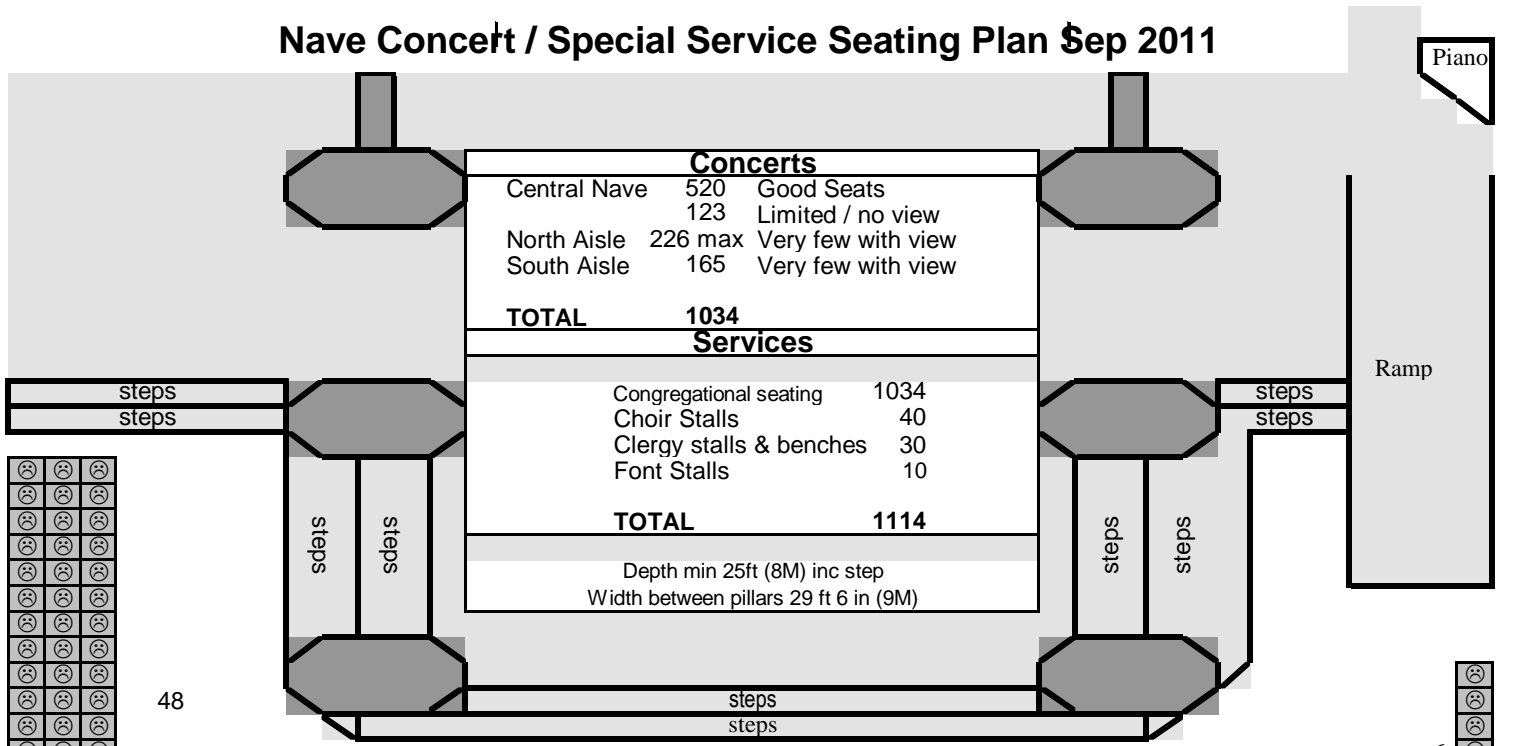 Nave Concert / Special Service Seating Plan Sep 2011
Piano
Concerts
Central Nave 520 Good Seats
123 Limited / no view
North Aisle 226 max Very few with view
South Aisle 165 Very few with view
TOTAL 1034
Services
Ramp
steps
steps
steps
steps
Congregational seating 1034
Choir Stalls 40
Clergy stalls & benches 30
Font Stalls 10
TOTAL 1114
steps
steps
steps
steps
Depth min 25ft (8M) inc step
Width between pillars 29 ft 6 in (9M)
48
steps
steps